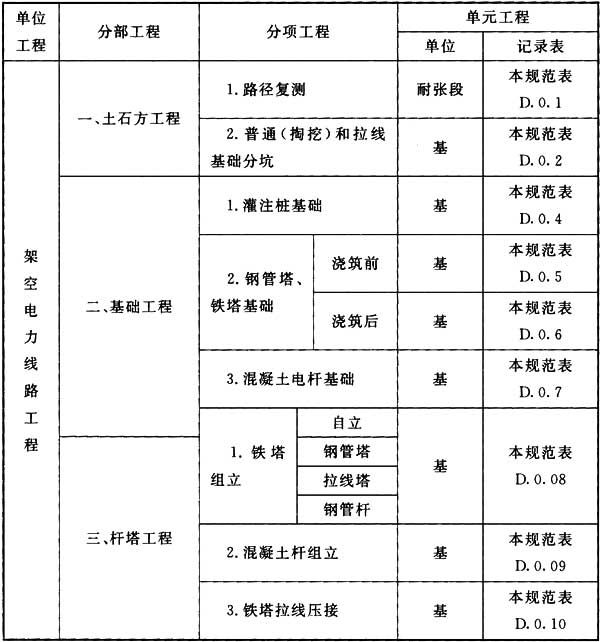 单位
工程
分部工程
分项工程
单元工程
单位
记录表
架
空
电
力
线
路
工
程
一、土石方工程
1.路径复测
耐张段
本规范表
D.0.1
2.普通(掏挖)和拉线
基础分坑
基
本规范表
D.0.2
二、基础工程
1.灌注桩基础
基
本规范表
D.0.4
2.钢管塔、
铁塔基础
浇筑前
基
本规范表
D.0.5
浇筑后
基
本规范表
D.0.6
3.混凝土电杆基础
基
本规范表
D.0.7
三、杆塔工程
1.铁塔
组立
自立
钢管塔
拉线塔
钢管杆
基
本规范表
D.0.08
2.混凝土杆组立
基
本规范表
D.0.09
3.铁塔拉线压接
基
本规范表
D.0.10